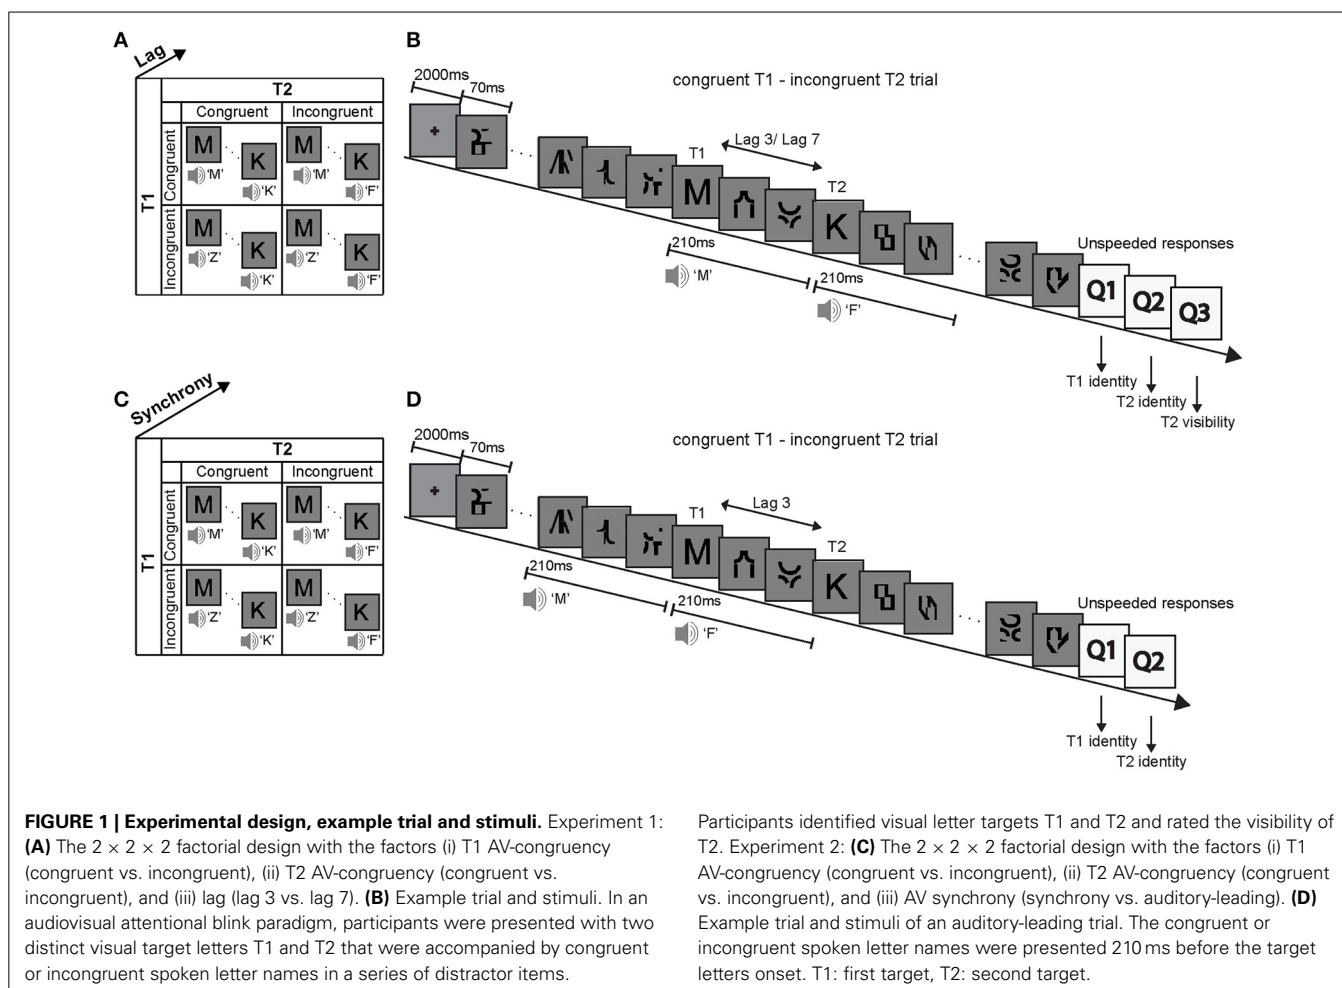 A
Lag
T2
Congruent Incongruent
T1
Congruent
M
K
'M'
'K'
M
K
'M'
'F'
Incongruent
M
K
'Z'
'K'
M
K
'Z'
'F'
B
congruent T1 - incongruent T2 trial
2000ms
70ms
+
T1
Lag 3/ Lag 7
T2
M
K
210ms
'M'
210ms
'F'
Unspeeded responses
Q1
Q2
Q3
T1 identity
T2 identity
T2 visibility
C
Synchrony
T2
Congruent Incongruent
T1
Congruent
M
K
'M'
'K'
M
K
'M'
'F'
Incongruent
M
K
'Z'
'K'
M
K
'Z'
'F'
D
congruent T1 - incongruent T2 trial
2000ms
70ms
+
T1
Lag 3
T2
M
K
210ms
'M'
210ms
'F'
Unspeeded responses
Q1
Q2
T1 identity
T2 identity
FIGURE 1 | Experimental design, example trial and stimuli. Experiment 1:
(A) The 2 × 2 × 2 factorial design with the factors (i) T1 AV-congruency
(congruent vs. incongruent), (ii) T2 AV-congruency (congruent vs.
incongruent), and (iii) lag (lag 3 vs. lag 7). (B) Example trial and stimuli. In an
audiovisual attentional blink paradigm, participants were presented with two
distinct visual target letters T1 and T2 that were accompanied by congruent
or incongruent spoken letter names in a series of distractor items.
Participants identified visual letter targets T1 and T2 and rated the visibility of
T2. Experiment 2: (C) The 2 × 2 × 2 factorial design with the factors (i) T1
AV-congruency (congruent vs. incongruent), (ii) T2 AV-congruency (congruent
vs. incongruent), and (iii) AV synchrony (synchrony vs. auditory-leading). (D)
Example trial and stimuli of an auditory-leading trial. The congruent or
incongruent spoken letter names were presented 210 ms before the target
letters onset. T1: first target, T2: second target.